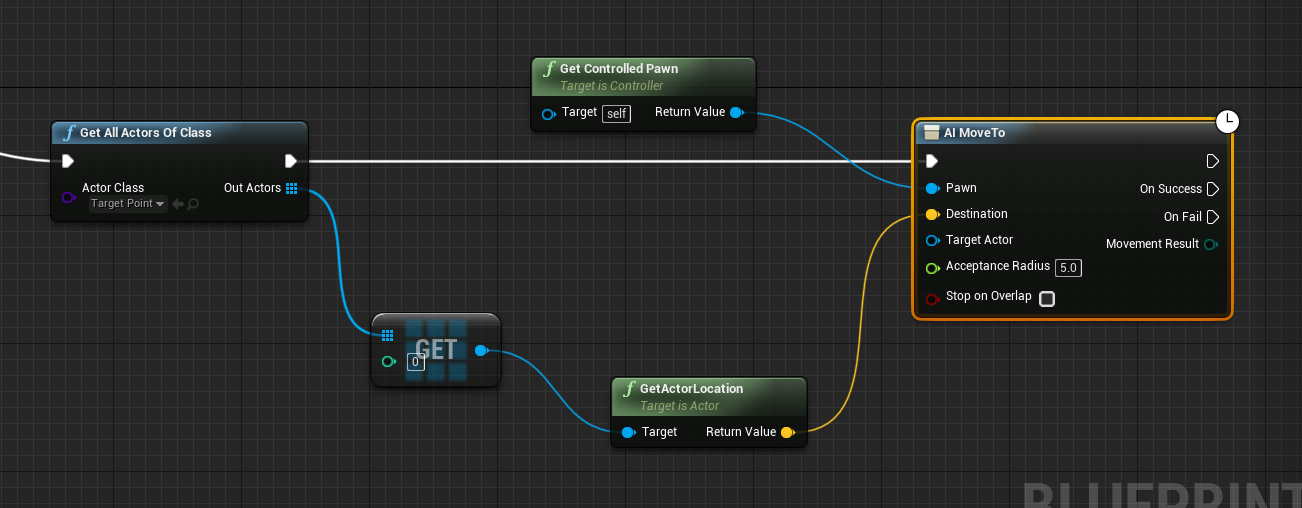 Get Controlled Pawn
Target is Controller
Target self Return Value
Get All Actors Of Class
Actor Class Out Actors
Target Point
AI MoveTo
Pawn On Success
Destination On Fail
Target Actor Movement Result
Acceptance Radius 5.0
Stop on Overlap
GET
0
GetActorLocation
Target is Actor
Target Return Value
BLUEPRINT